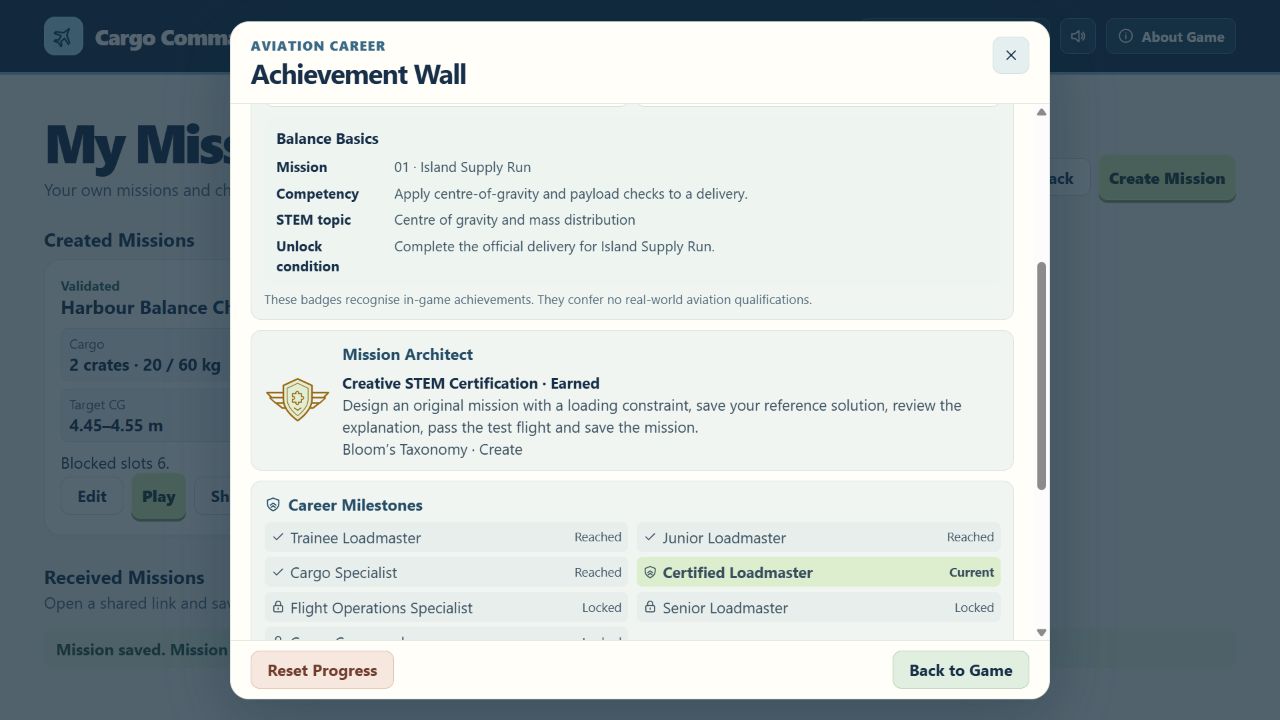 Cargo Comma
About Game
AVIATION CAREER
Achievement Wall
My Miss
Your own missions and ch
ack
Create Mission
Created Missions
Validated
Harbour Balance Ch
Cargo
2 crates · 20 / 60 kg
Target CG
4.45–4.55 m
Blocked slots 6.
Edit
Play
Sh
Received Missions
Open a shared link and sav
Mission saved. Mission
Balance Basics
Mission 01 · Island Supply Run
Competency Apply centre-of-gravity and payload checks to a delivery.
STEM topic Centre of gravity and mass distribution
Unlock condition Complete the official delivery for Island Supply Run.
These badges recognise in-game achievements. They confer no real-world aviation qualifications.
Mission Architect
Creative STEM Certification · Earned
Design an original mission with a loading constraint, save your reference solution, review the
explanation, pass the test flight and save the mission.
Bloom's Taxonomy · Create
Career Milestones
Trainee Loadmaster Reached
Junior Loadmaster Reached
Cargo Specialist Reached
Certified Loadmaster Current
Flight Operations Specialist Locked
Senior Loadmaster Locked
Reset Progress
Back to Game